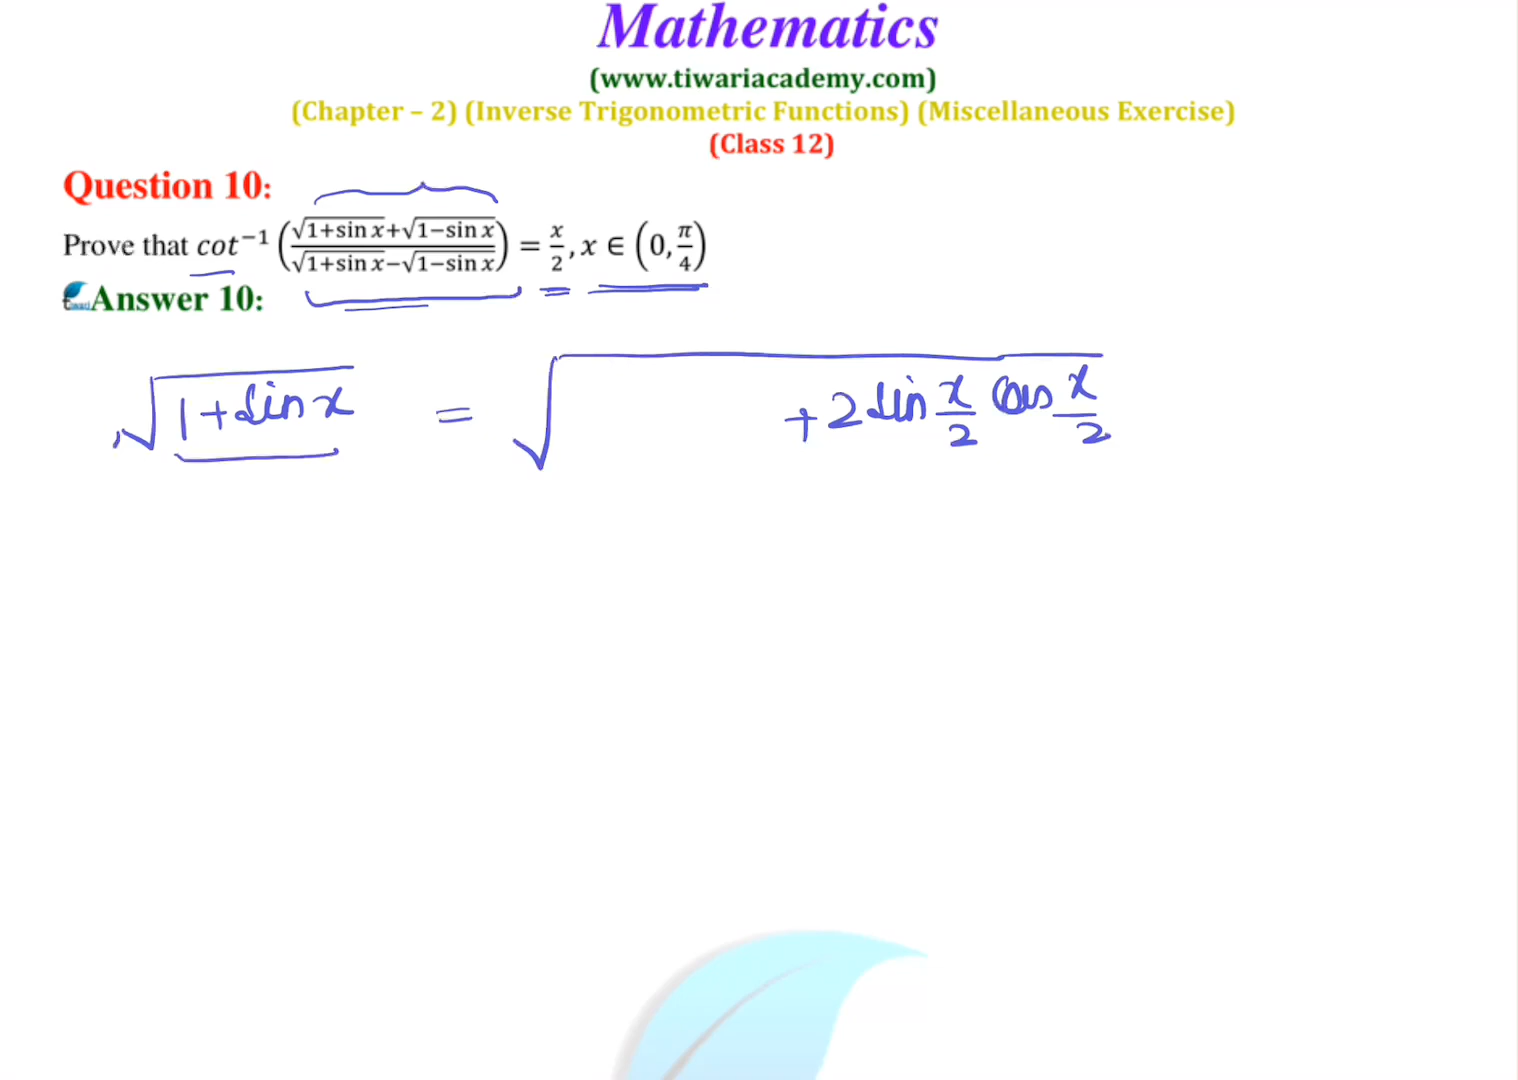 Mathematics
(www.tiwariacademy.com)
(Chapter – 2) (Inverse Trigonometric Functions) (Miscellaneous Exercise)
(Class 12)
Question 10:
Prove that cot⁻¹ ((√(1+sin x)+√(1−sin x))/(√(1+sin x)−√(1−sin x))) = x/2, x ∈ (0, π/4)
Answer 10:
√(1+sin x) = √( +2 sin x/2 cos x/2)